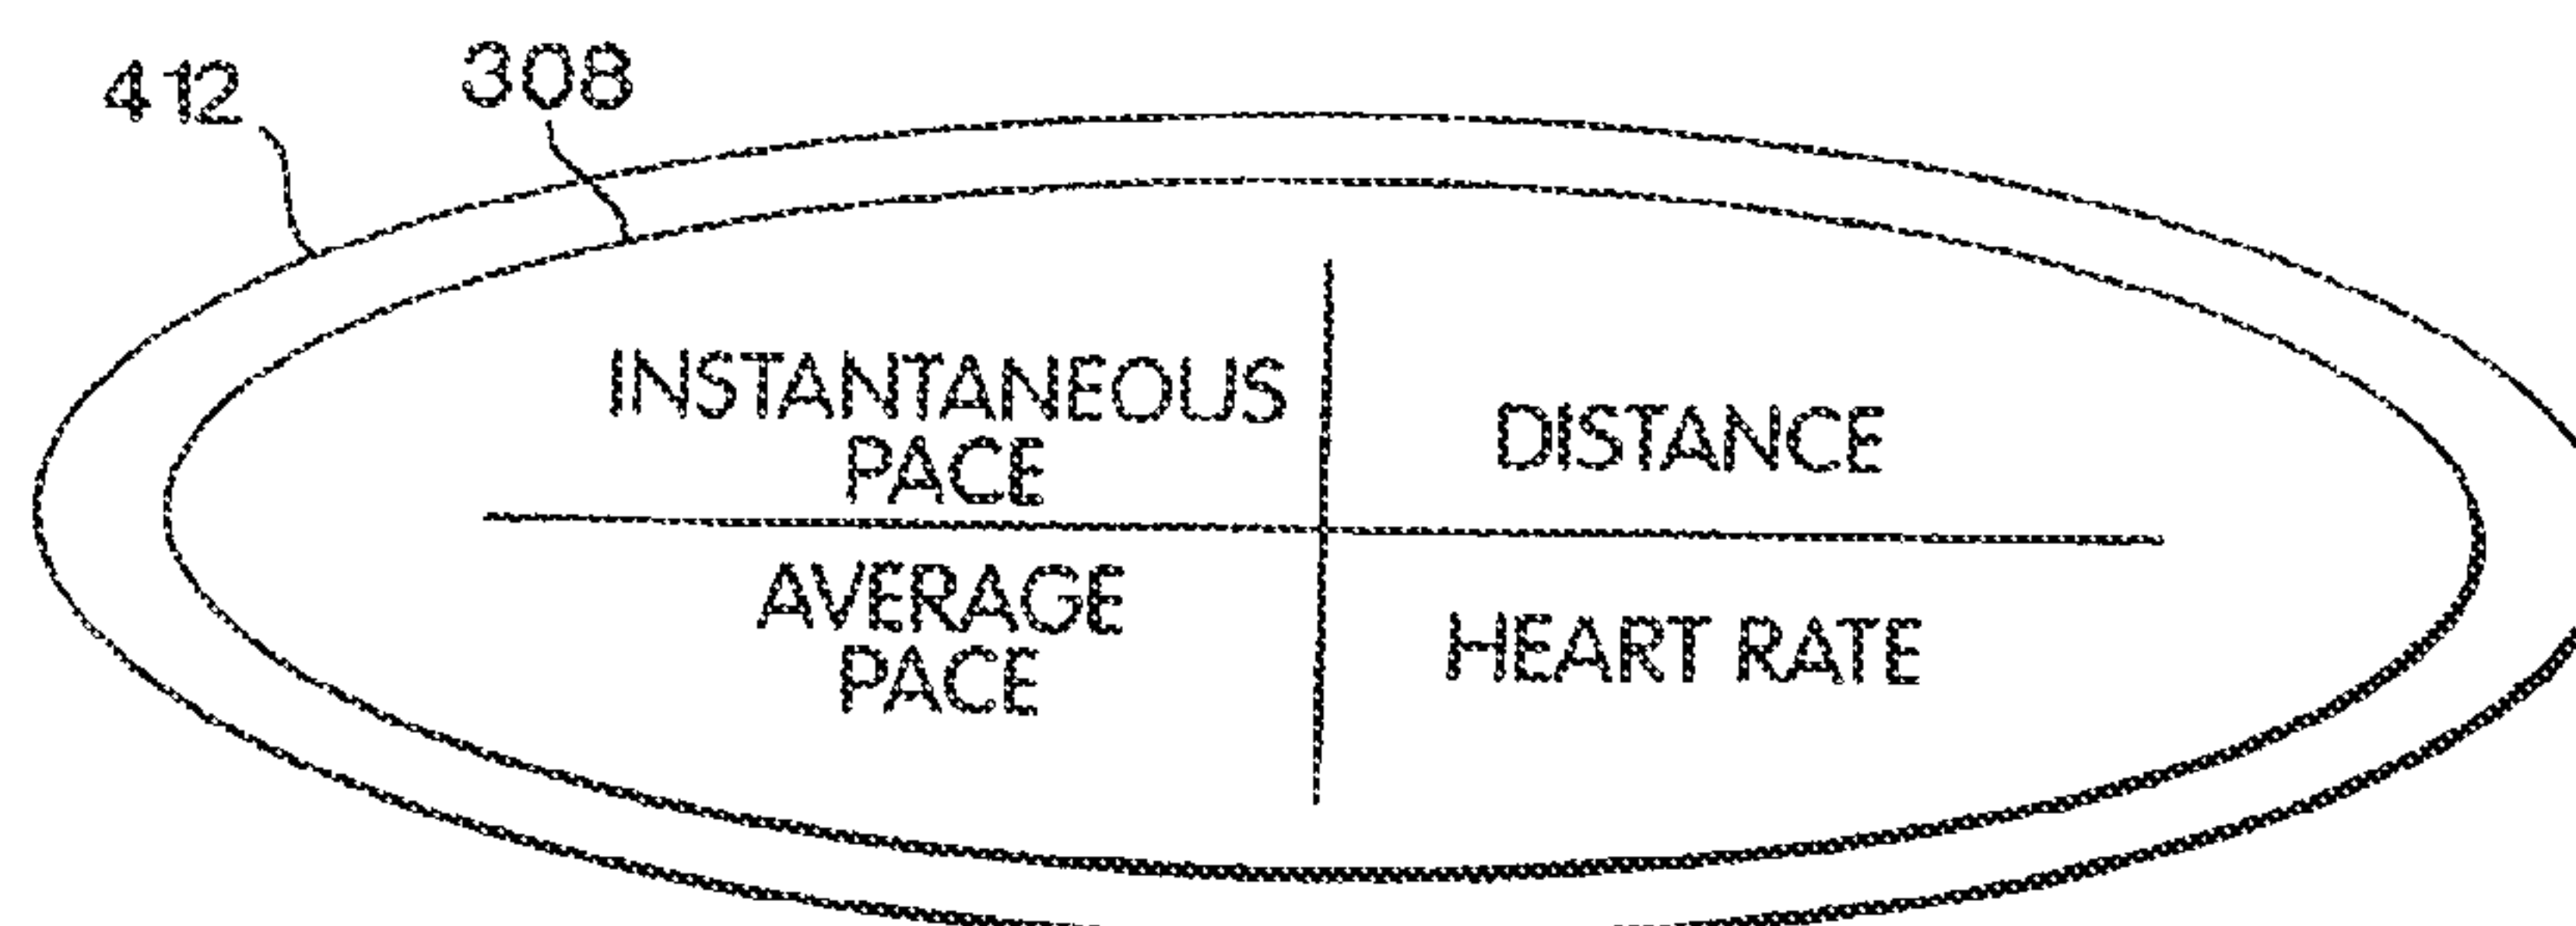 412
308
INSTANTANEOUS
PACE
DISTANCE
AVERAGE
PACE
HEART RATE